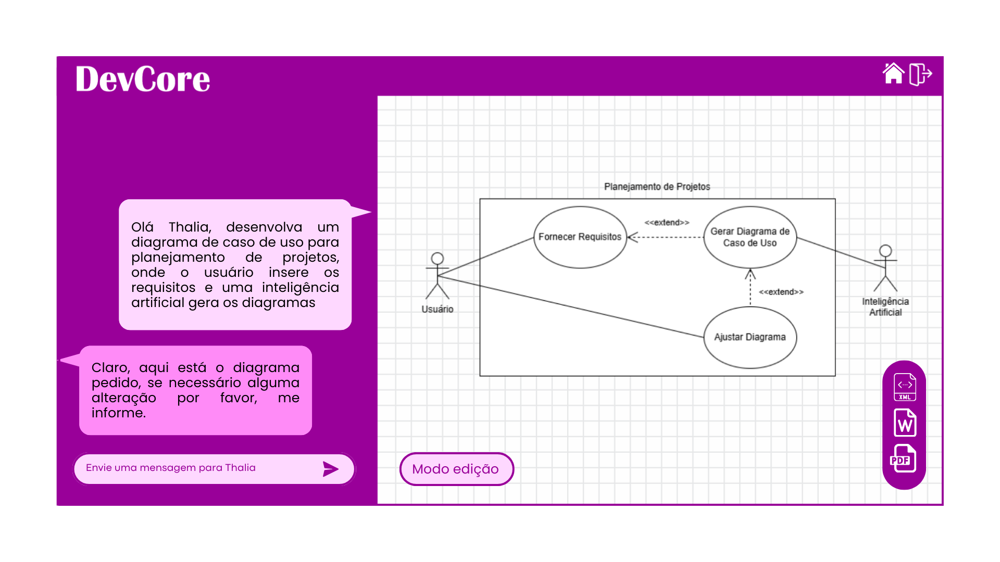 DevCore
Olá Thalia, desenvolva um
diagrama de caso de uso para
planejamento de projetos,
onde o usuário insere os
requisitos e uma inteligência
artificial gera os diagramas
Claro, aqui está o diagrama
pedido, se necessário alguma
alteração por favor, me
informe.
Envie uma mensagem para Thalia
Planejamento de Projetos
Fornecer Requisitos
<<extend>>
Gerar Diagrama de
Caso de Uso
<<extend>>
Ajustar Diagrama
Usuário
Inteligência
Artificial
Modo edição
XML
W
PDF